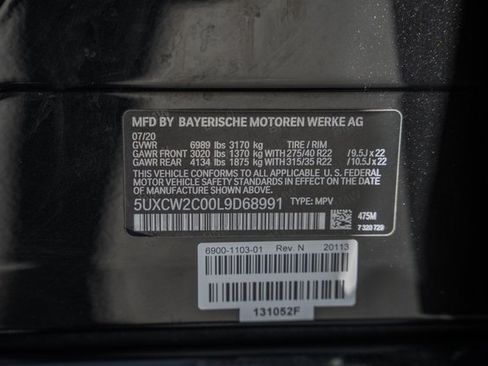 MFD BY BAYERISCHE MOTOREN WERKE AG
07/20
GVWR 6989 lbs 3170 kg TIRE / RIM
GAWR FRONT 3020 lbs 1370 kg WITH 275/40 R22 /9.5J x 22
GAWR REAR 4134 lbs 1875 kg WITH 315/35 R22 /10.5J x 22
THIS VEHICLE CONFORMS TO ALL APPLICABLE U.S. FEDERAL
MOTOR VEHICLE SAFETY STANDARDS IN EFFECT ON THE
DATE OF MANUFACTURE SHOWN ABOVE.
5UXCW2C00L9D68991 TYPE: MPV
475M
7 320 729
6900-1103-01 Rev. N 20113
131052F